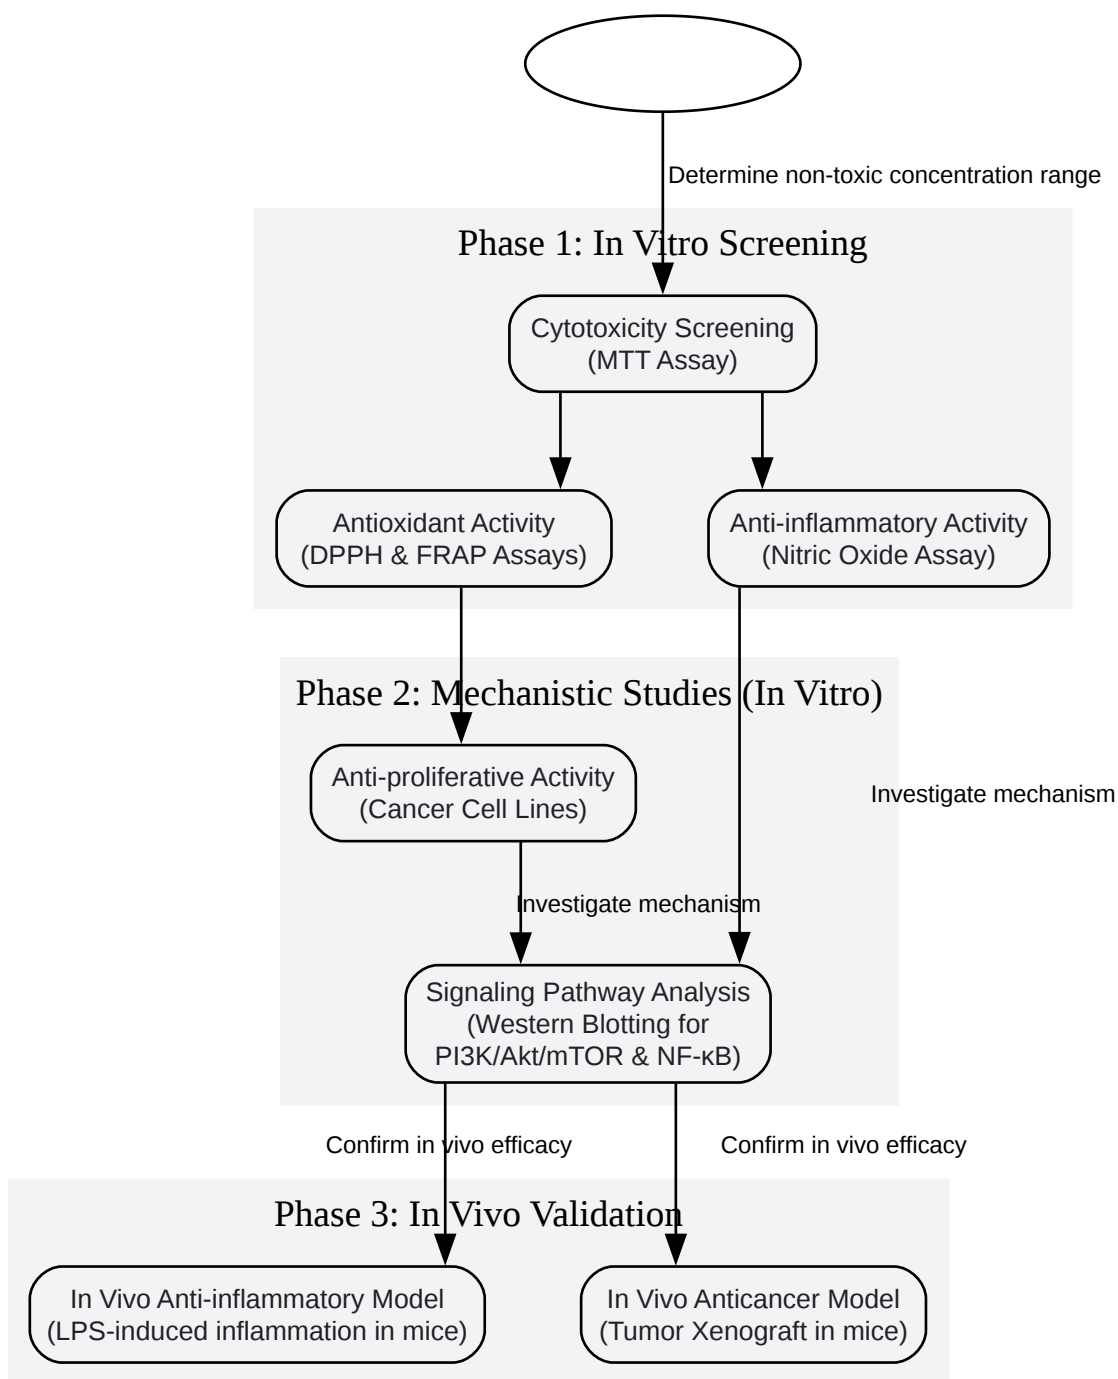 Determine non-toxic concentration range
Phase 1: In Vitro Screening
Cytotoxicity Screening
(MTT Assay)
Antioxidant Activity
(DPPH & FRAP Assays)
Anti-inflammatory Activity
(Nitric Oxide Assay)
Phase 2: Mechanistic Studies (In Vitro)
Anti-proliferative Activity
(Cancer Cell Lines)
Investigate mechanism
Investigate mechanism
Signaling Pathway Analysis
(Western Blotting for
PI3K/Akt/mTOR & NF-κB)
Confirm in vivo efficacy
Confirm in vivo efficacy
Phase 3: In Vivo Validation
In Vivo Anti-inflammatory Model
(LPS-induced inflammation in mice)
In Vivo Anticancer Model
(Tumor Xenograft in mice)